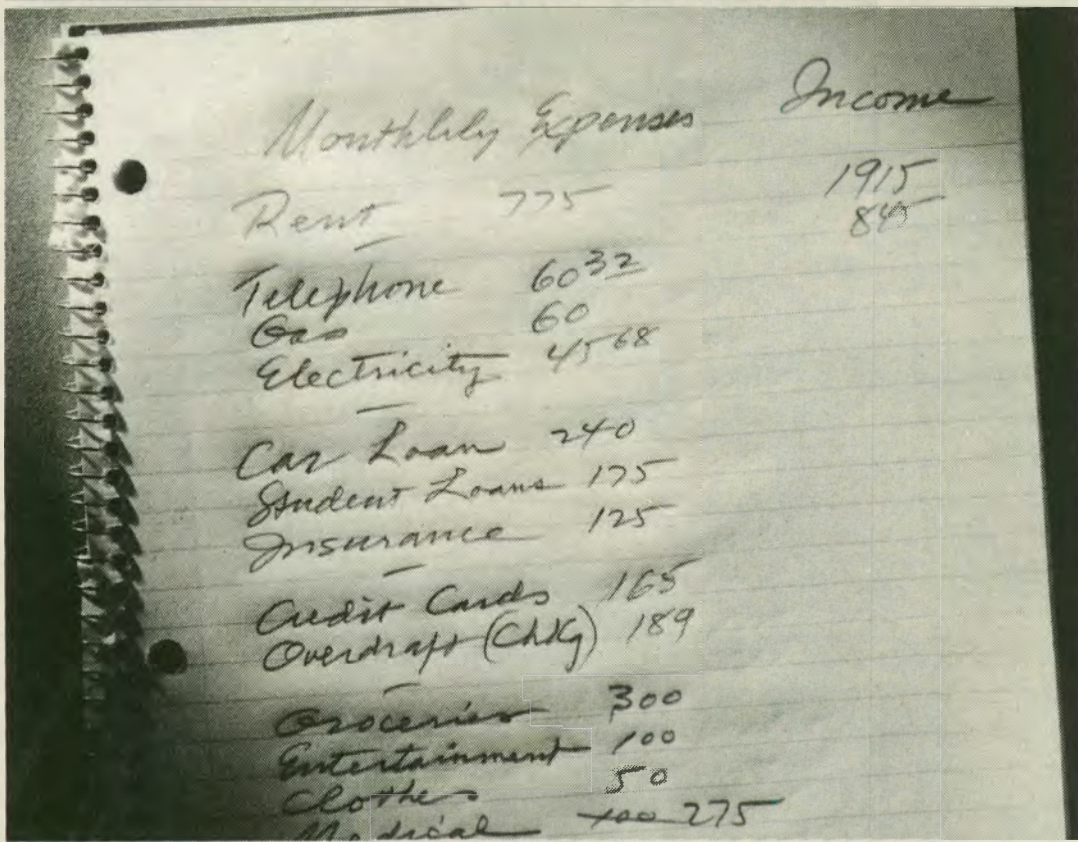 Monthlily Expenses Income
Rent 775 1915
845
Telephone 60 32
Gas 60
Electricity 45 68
Car Loan 240
Student Loans 175
Insurance 125
Credit Cards 165
Overdraft (Chkg) 189
Groceries 300
Entertainment 100
Clothes 50
Medical 100 275